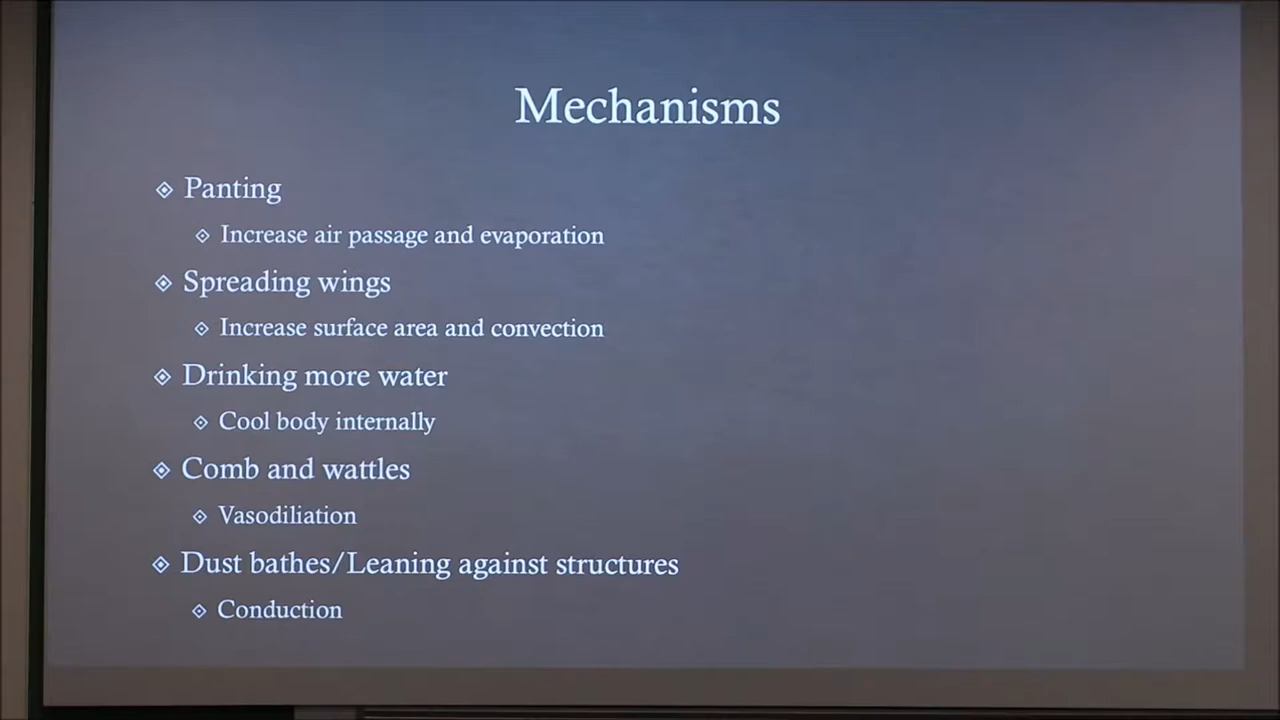 Mechanisms
Panting
Increase air passage and evaporation
Spreading wings
Increase surface area and convection
Drinking more water
Cool body internally
Comb and wattles
Vasodiliation
Dust bathes/Leaning against structures
Conduction